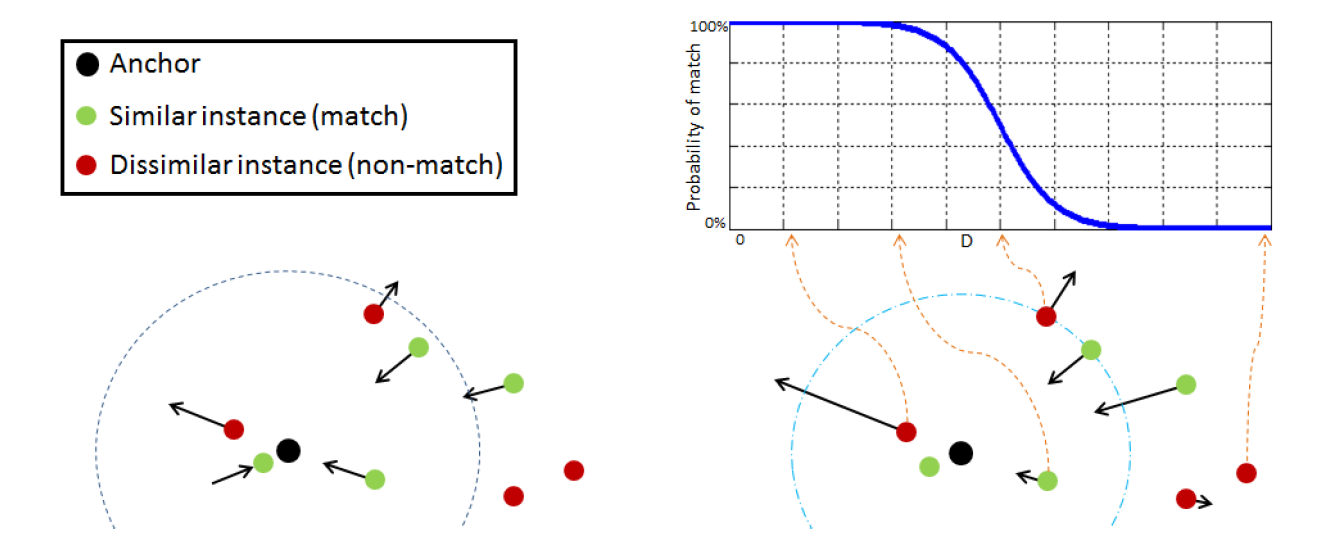 Anchor
Similar instance (match)
Dissimilar instance (non-match)
100%
Probability of match
0%
0
D